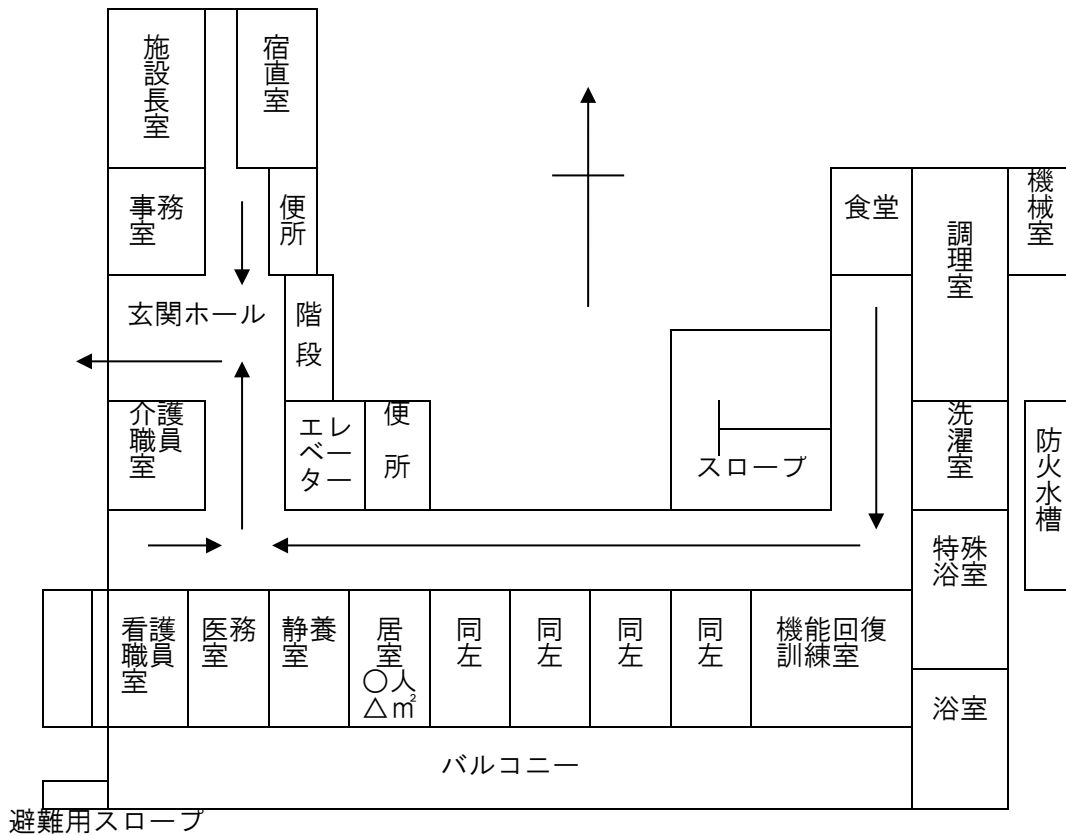 施設長室
宿直室
事務
室
便所
食堂
調理室
機械室
玄関ホール
階段
介護
職員
室
エレ
ベー
ター
便所
スロープ
洗濯室
防火水槽
特殊
浴室
看護
職員
室
医務
室
静養
室
居
室
〇人
△㎡
同左
同左
同左
同左
機能回復
訓練室
浴室
バルコニー
避難用スロープ